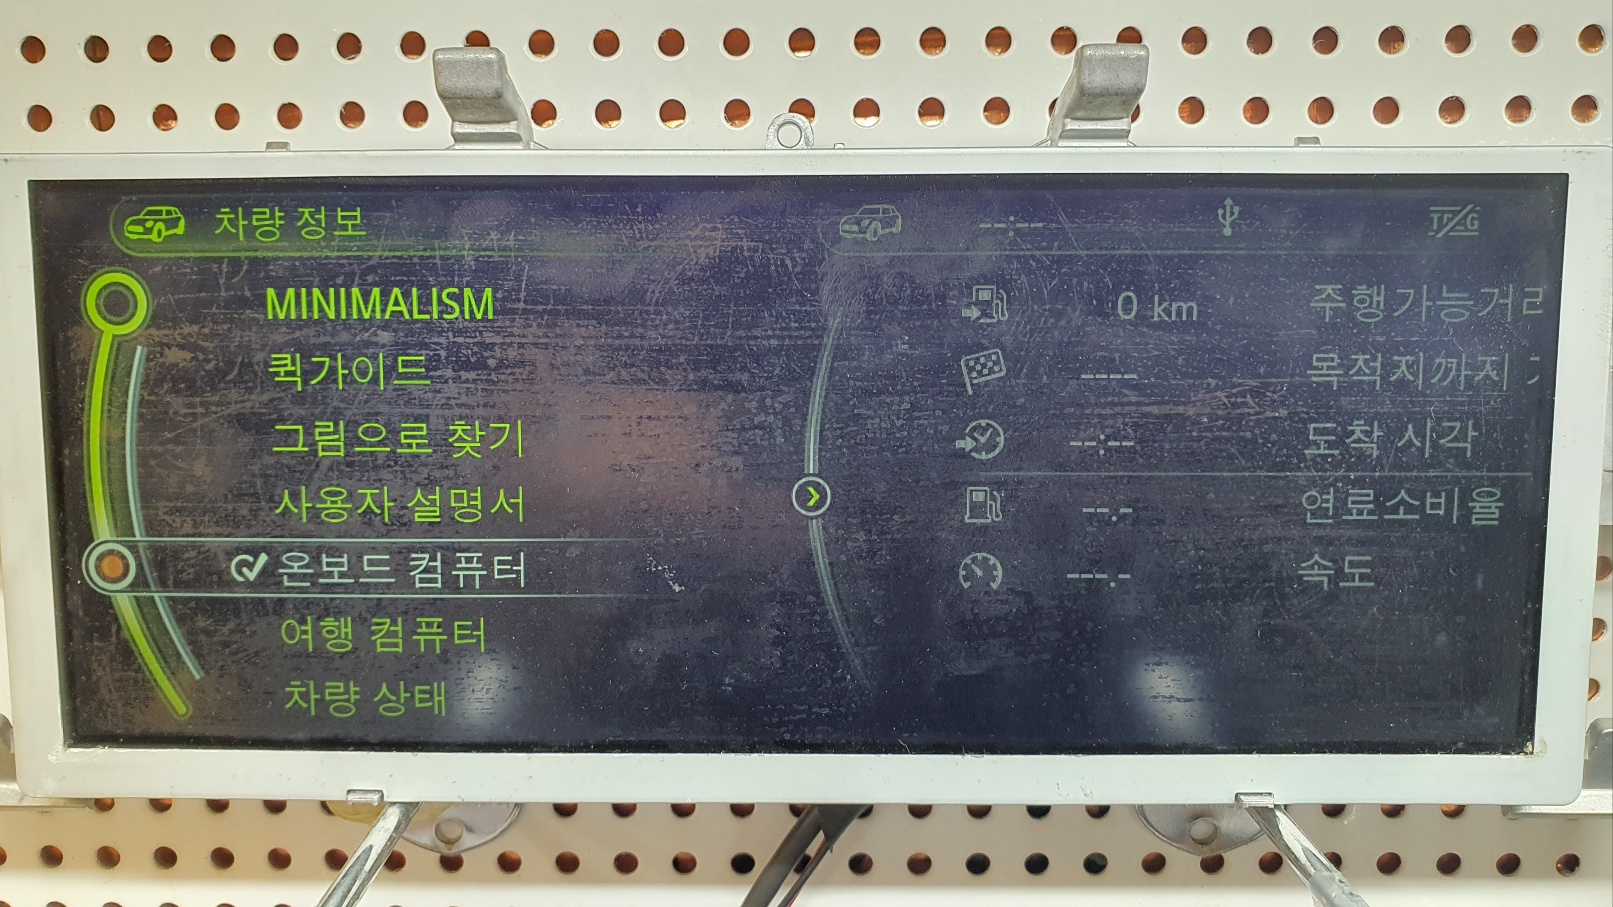 차량 정보
--:--
MINIMALISM
퀵가이드
그림으로 찾기
사용자 설명서
온보드 컴퓨터
여행 컴퓨터
차량 상태
0 km 주행가능거리
---- 목적지까지
--:-- 도착 시각
--.- 연료소비율
---.- 속도